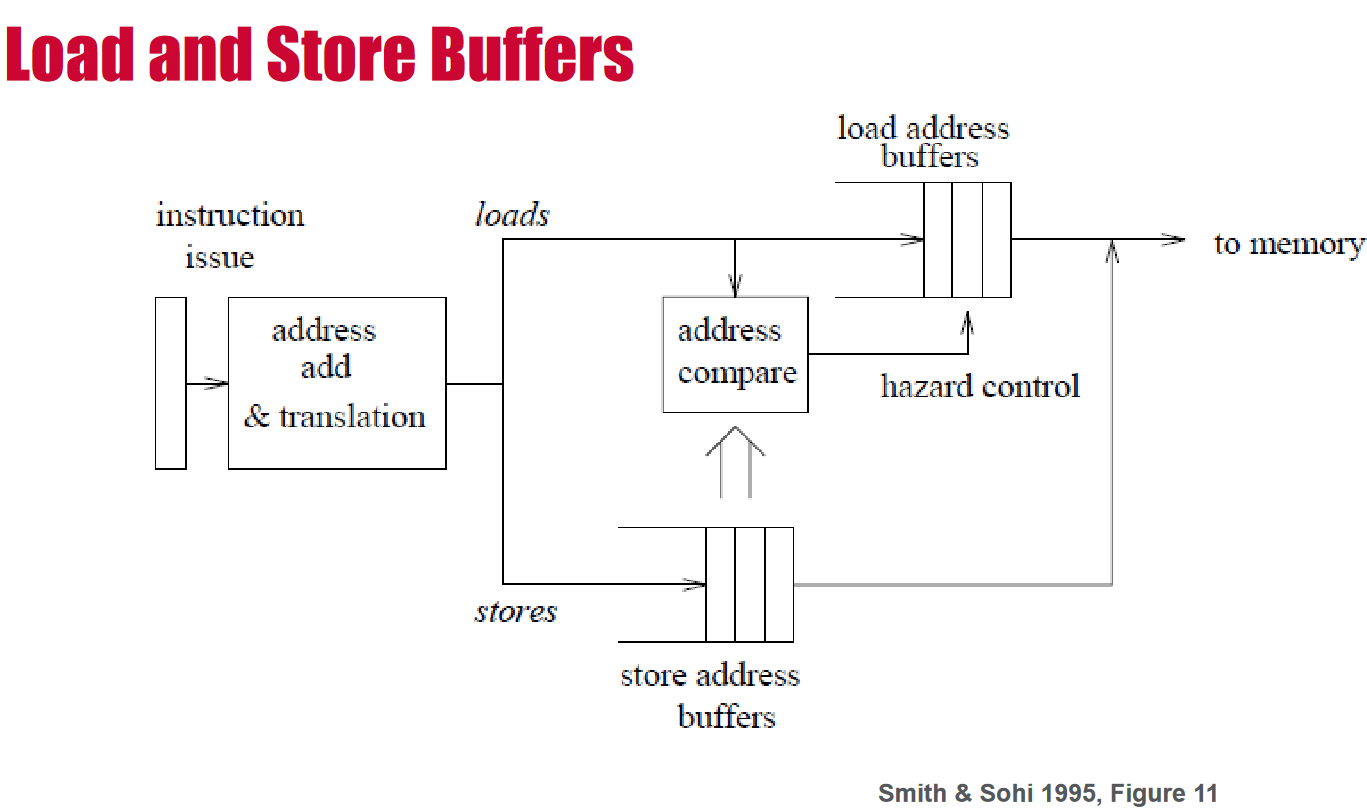 Load and Store Buffers
load address
buffers
instruction
issue
loads
to memory
address
add
& translation
address
compare
hazard control
stores
store address
buffers
Smith & Sohi 1995, Figure 11